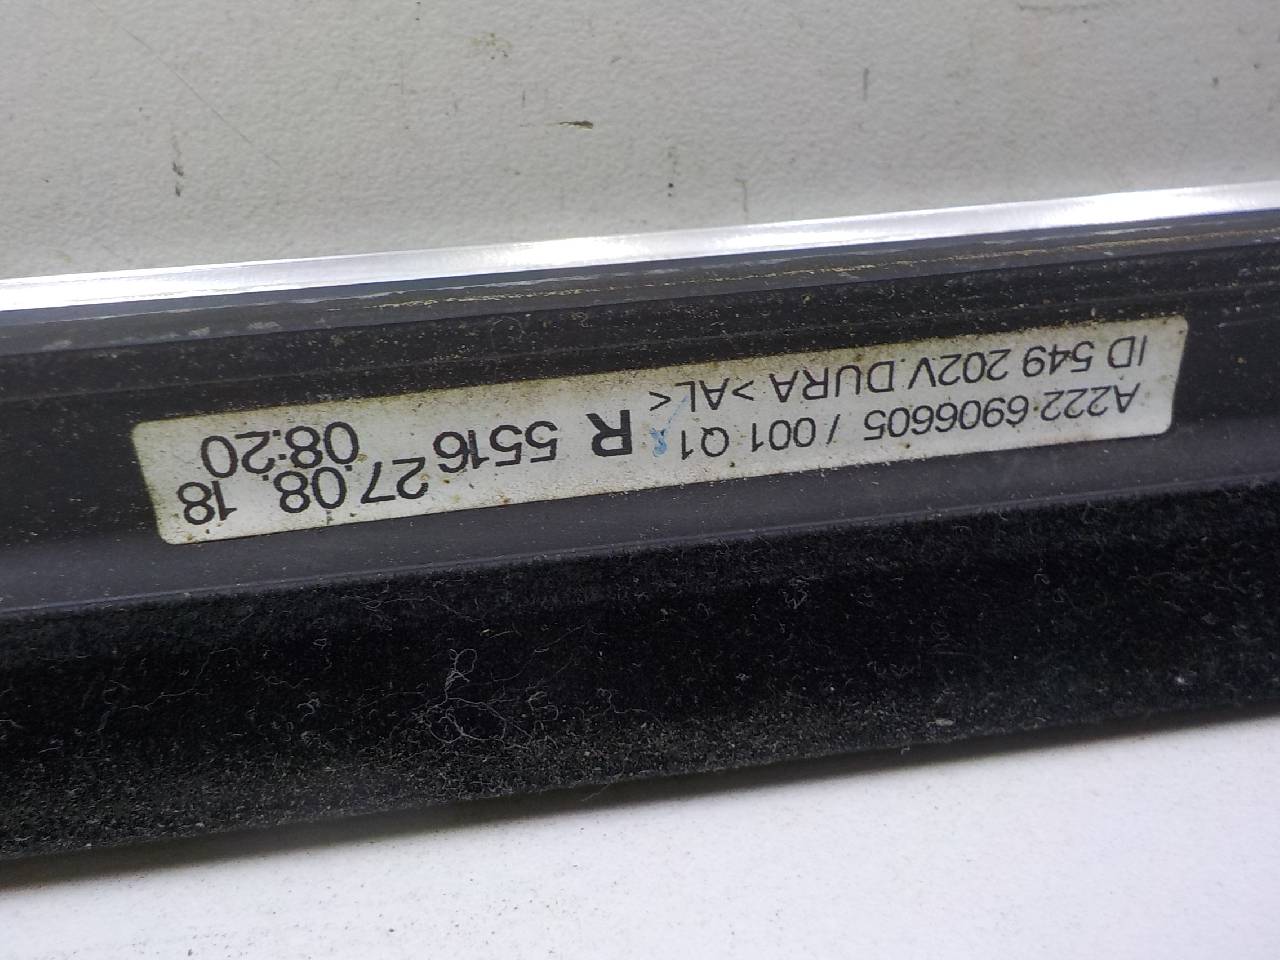 A222 6906605 / 001 Q1
ID 549 202V. DURA >AL<
R 5516
27.08. 18
08:20